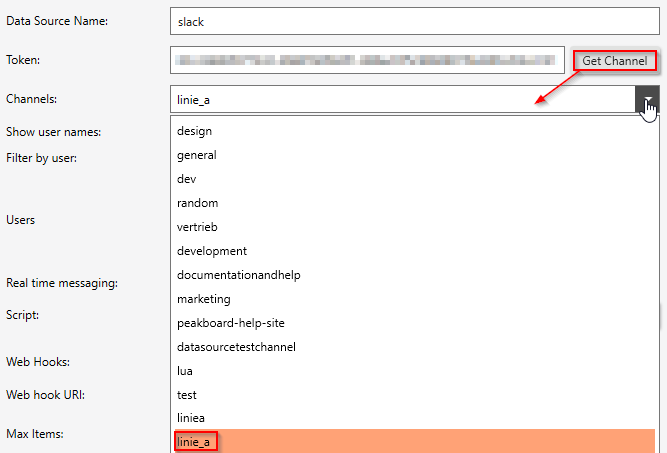 Data Source Name: slack
Token: Get Channel
Channels: linie_a
Show user names: design
Filter by user: general
dev
random
Users vertrieb
development
Real time messaging: documentationandhelp
marketing
Script: peakboard-help-site
datasourcetestchannel
Web Hooks: lua
Web hook URI: test
liniea
Max Items: linie_a